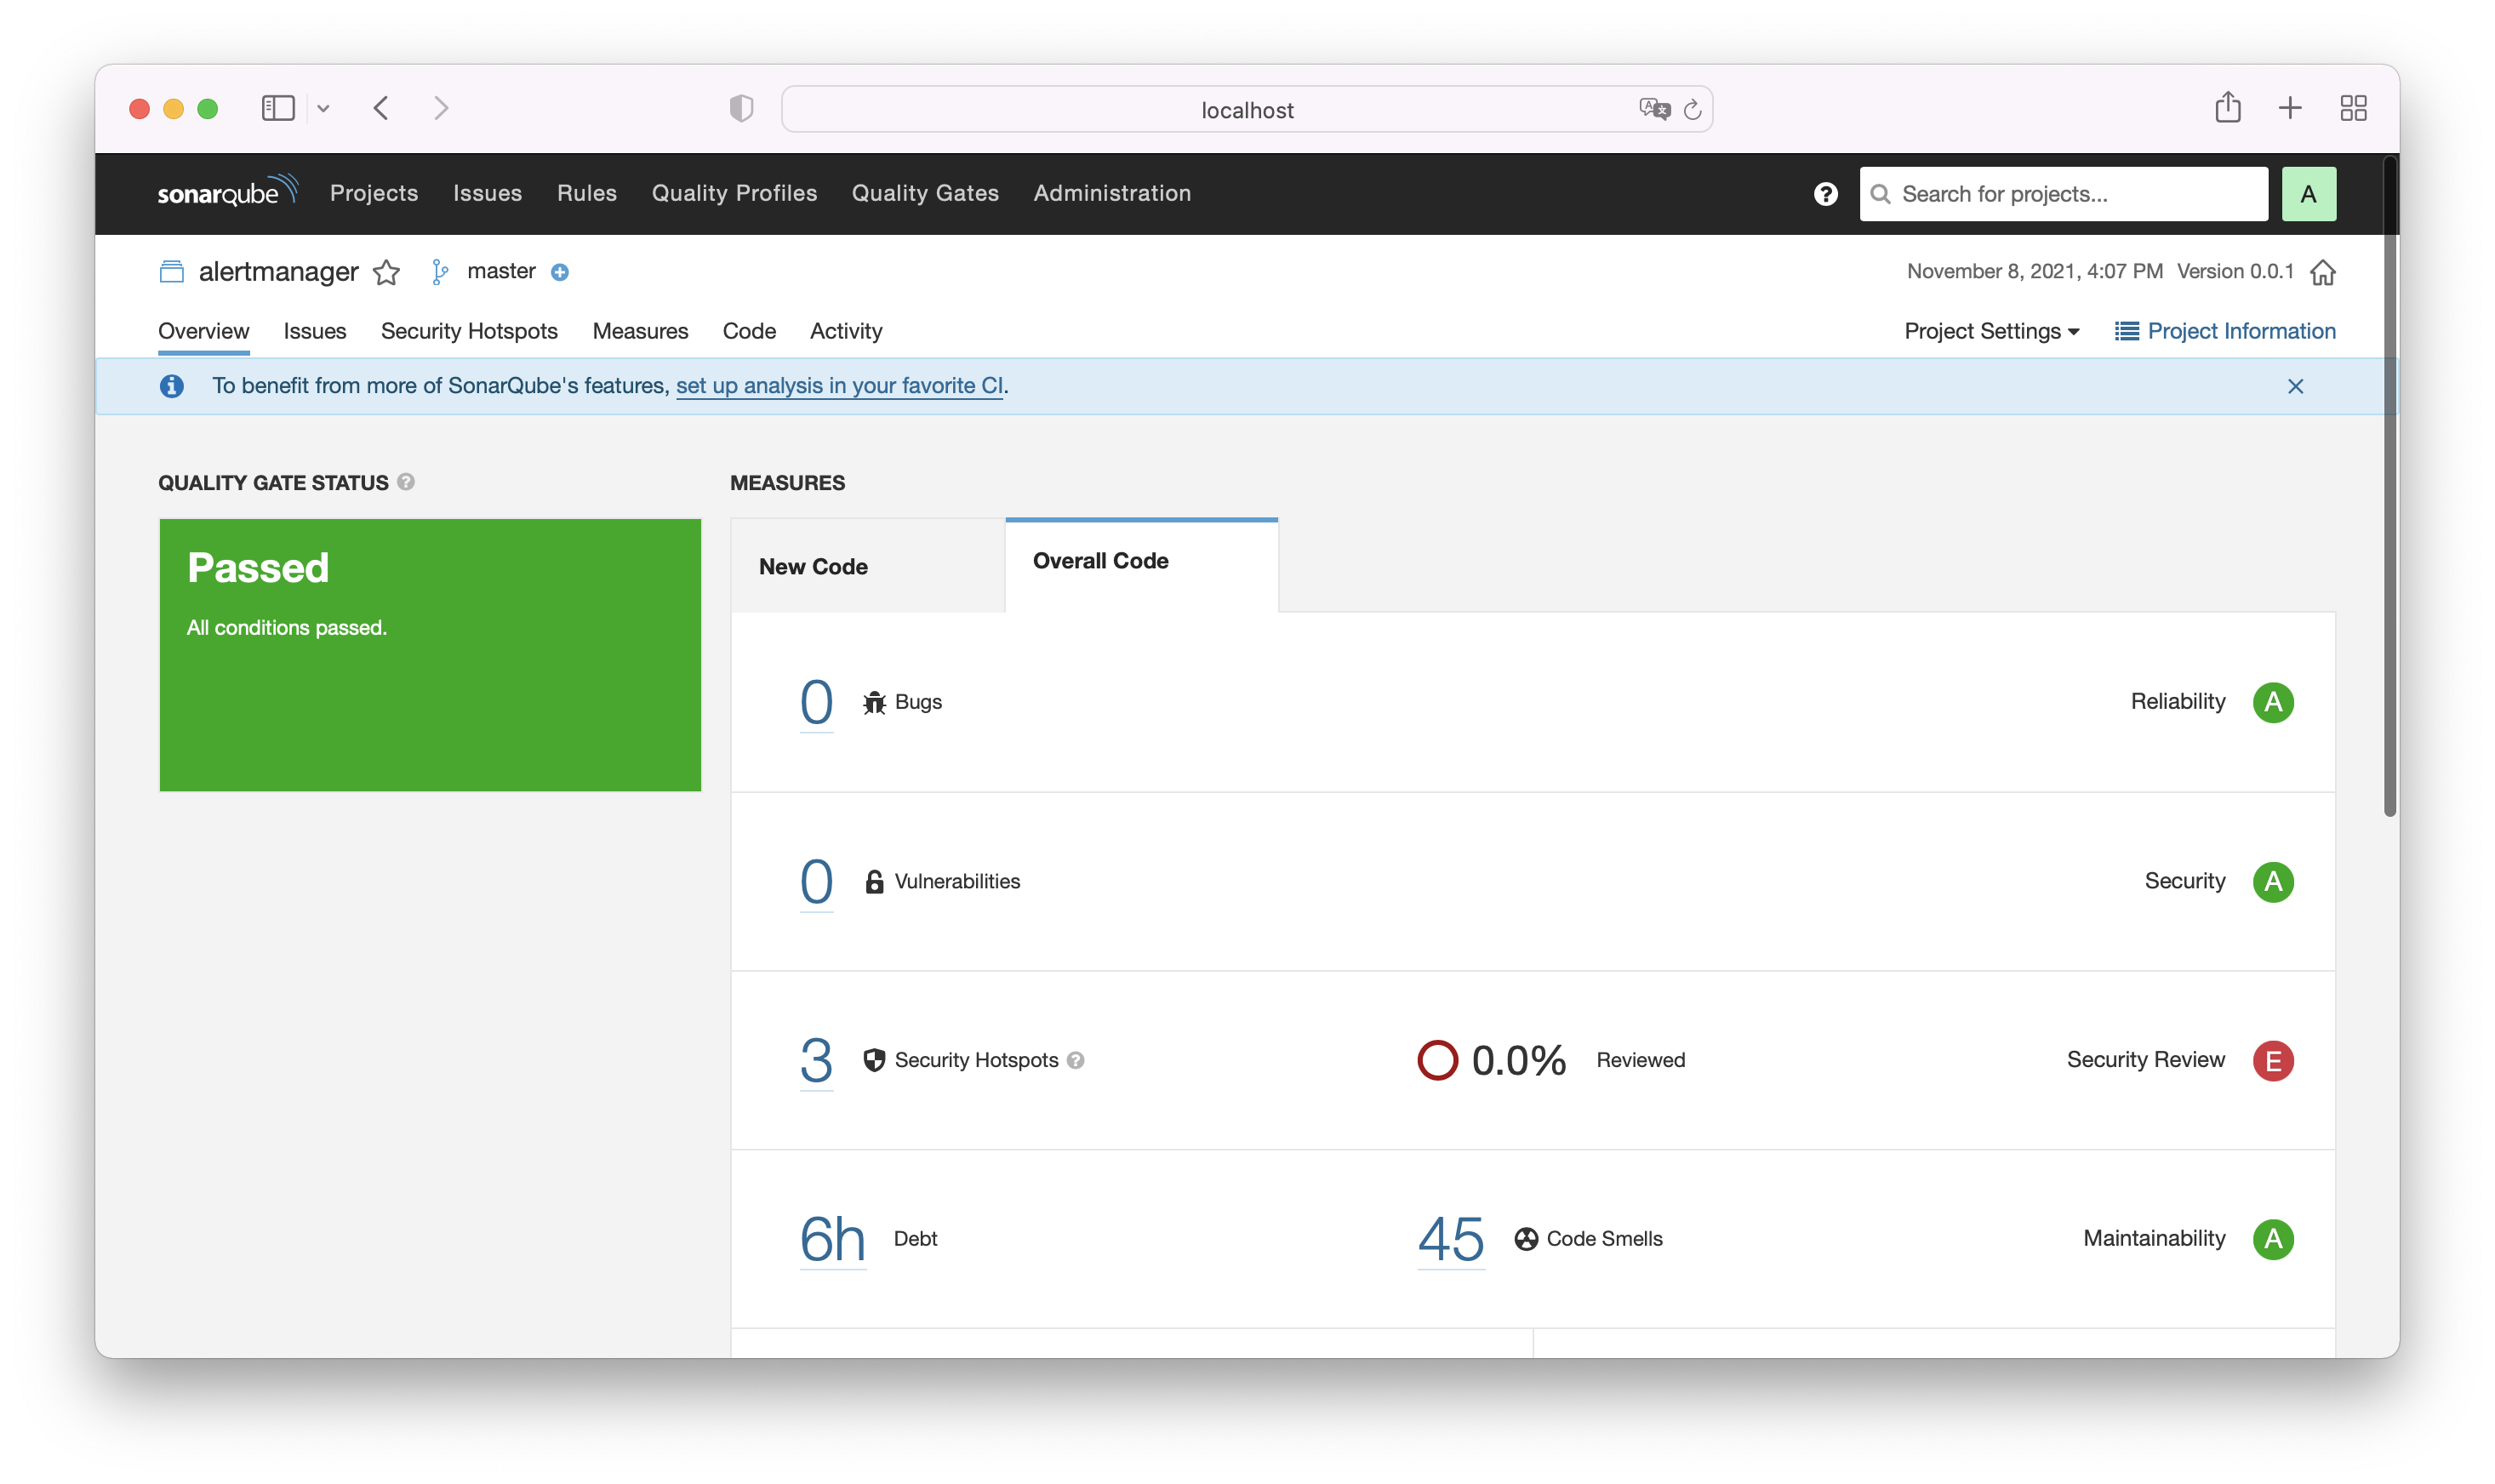 localhost
sonarqube Projects Issues Rules Quality Profiles Quality Gates Administration ? Search for projects... A
alertmanager master November 8, 2021, 4:07 PM Version 0.0.1
Overview Issues Security Hotspots Measures Code Activity Project Settings Project Information
To benefit from more of SonarQube's features, set up analysis in your favorite CI.
QUALITY GATE STATUS ?
MEASURES
Passed
All conditions passed.
New Code Overall Code
0 Bugs Reliability A
0 Vulnerabilities Security A
3 Security Hotspots ? 0.0% Reviewed Security Review E
6h Debt 45 Code Smells Maintainability A